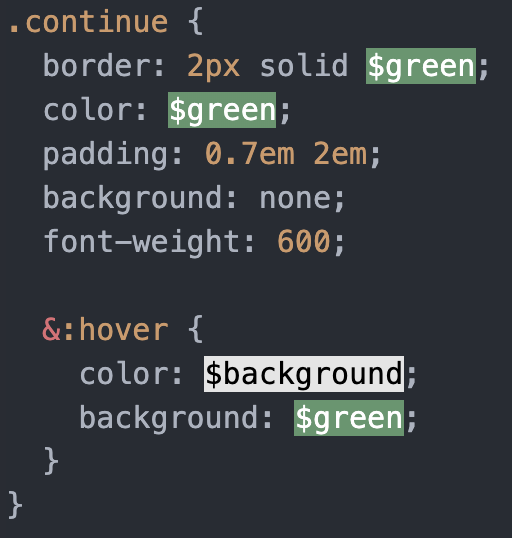 .continue {
  border: 2px solid $green;
  color: $green;
  padding: 0.7em 2em;
  background: none;
  font-weight: 600;

  &:hover {
    color: $background;
    background: $green;
  }
}